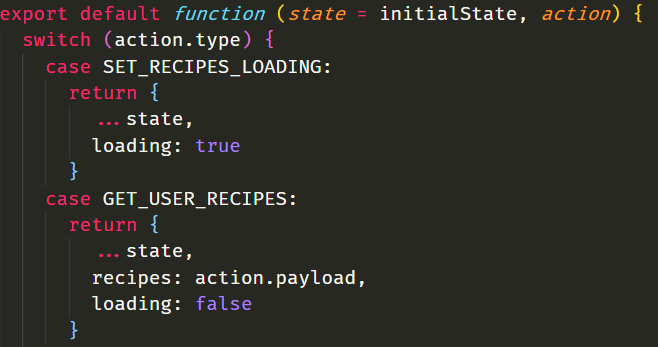 export default function (state = initialState, action) {
switch (action.type) {
case SET_RECIPES_LOADING:
return {
...state,
loading: true
}
case GET_USER_RECIPES:
return {
...state,
recipes: action.payload,
loading: false
}